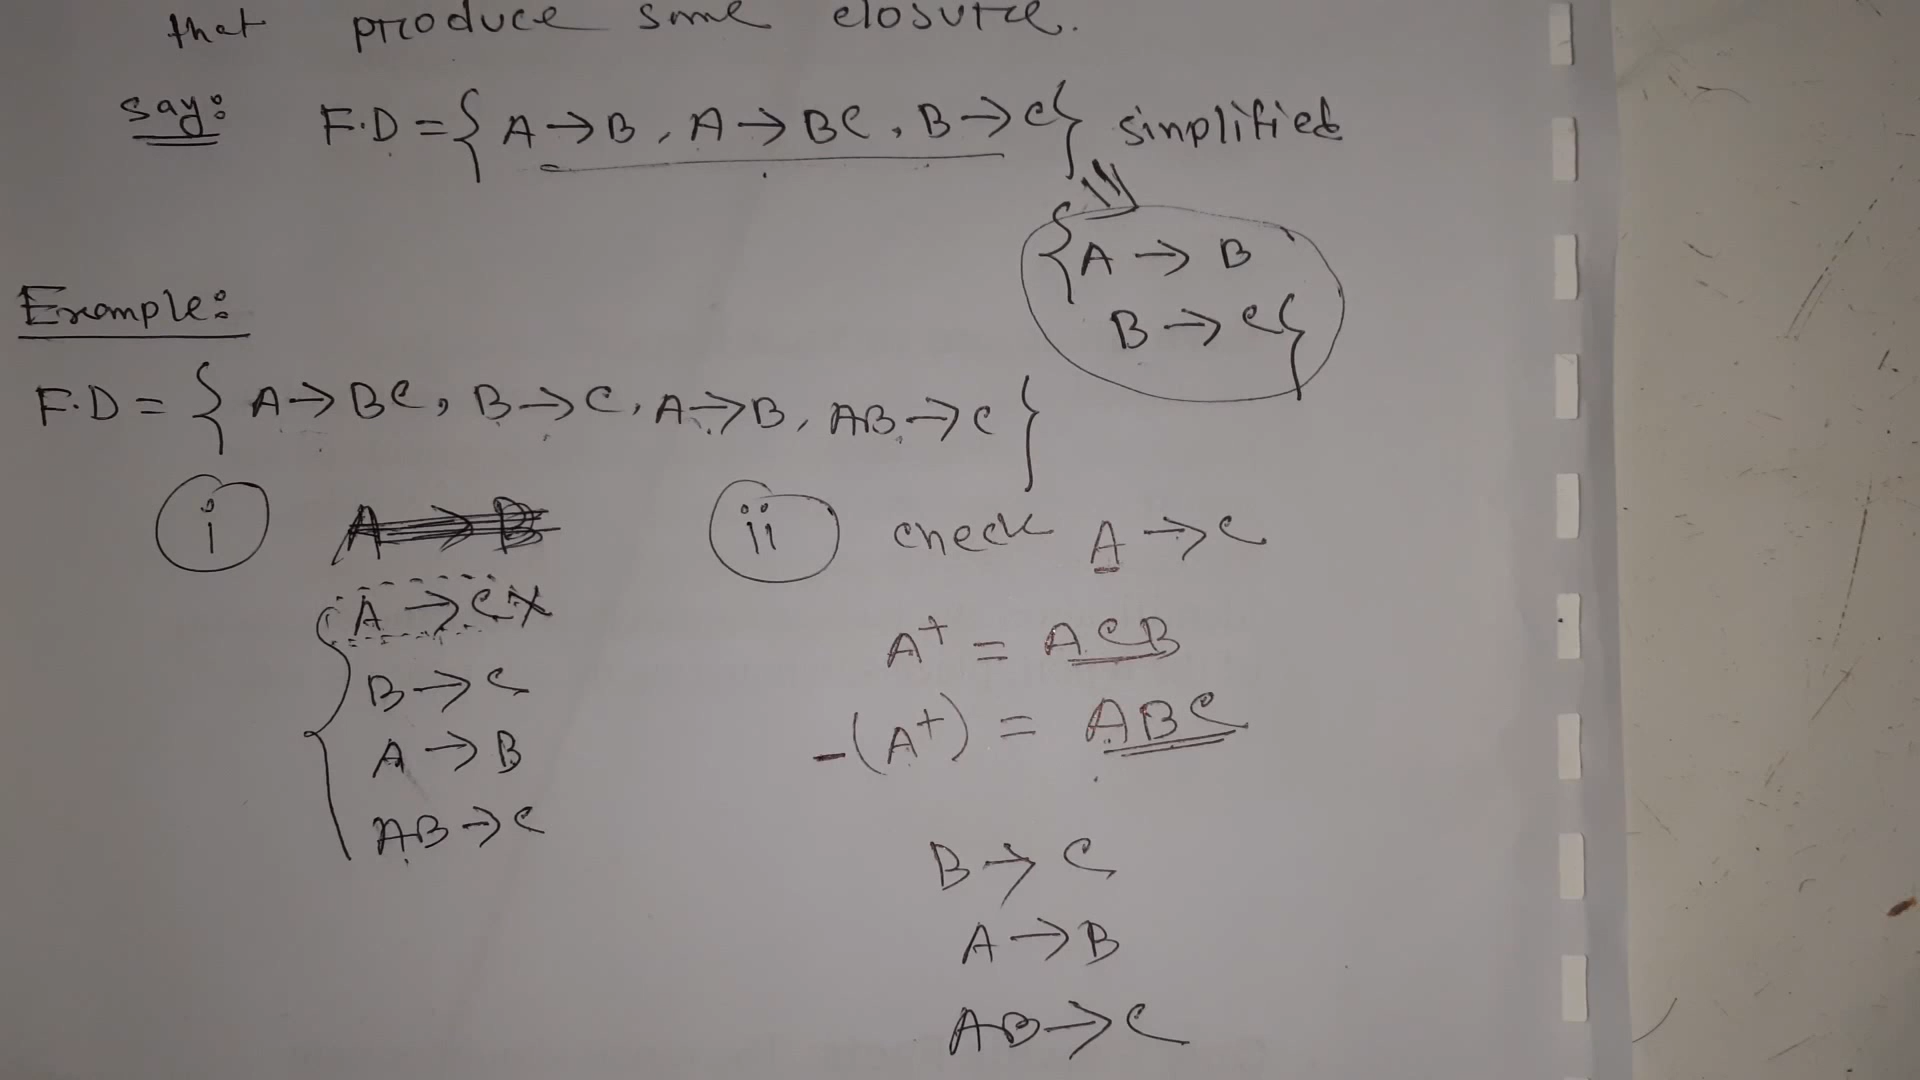 that produce same closure.
say: F.D = { A → B, A → BC, B → C } simplified
{ A → B
B → C }
Example:
F.D = { A → BC, B → C, A → B, AB → C }
i
A → B
A → C ×
B → C
A → B
AB → C
ii check A → C
A+ = ACB
-(A+) = ABC
B → C
A → B
AB → C